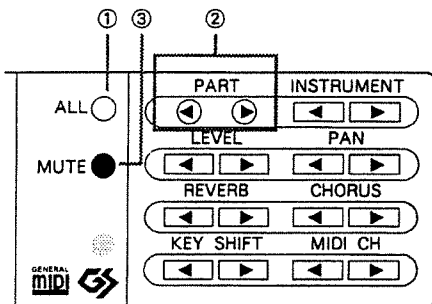 ① ③ ②
PART INSTRUMENT
ALL
LEVEL PAN
MUTE
REVERB CHORUS
KEY SHIFT MIDI CH
GENERAL
MIDI GS